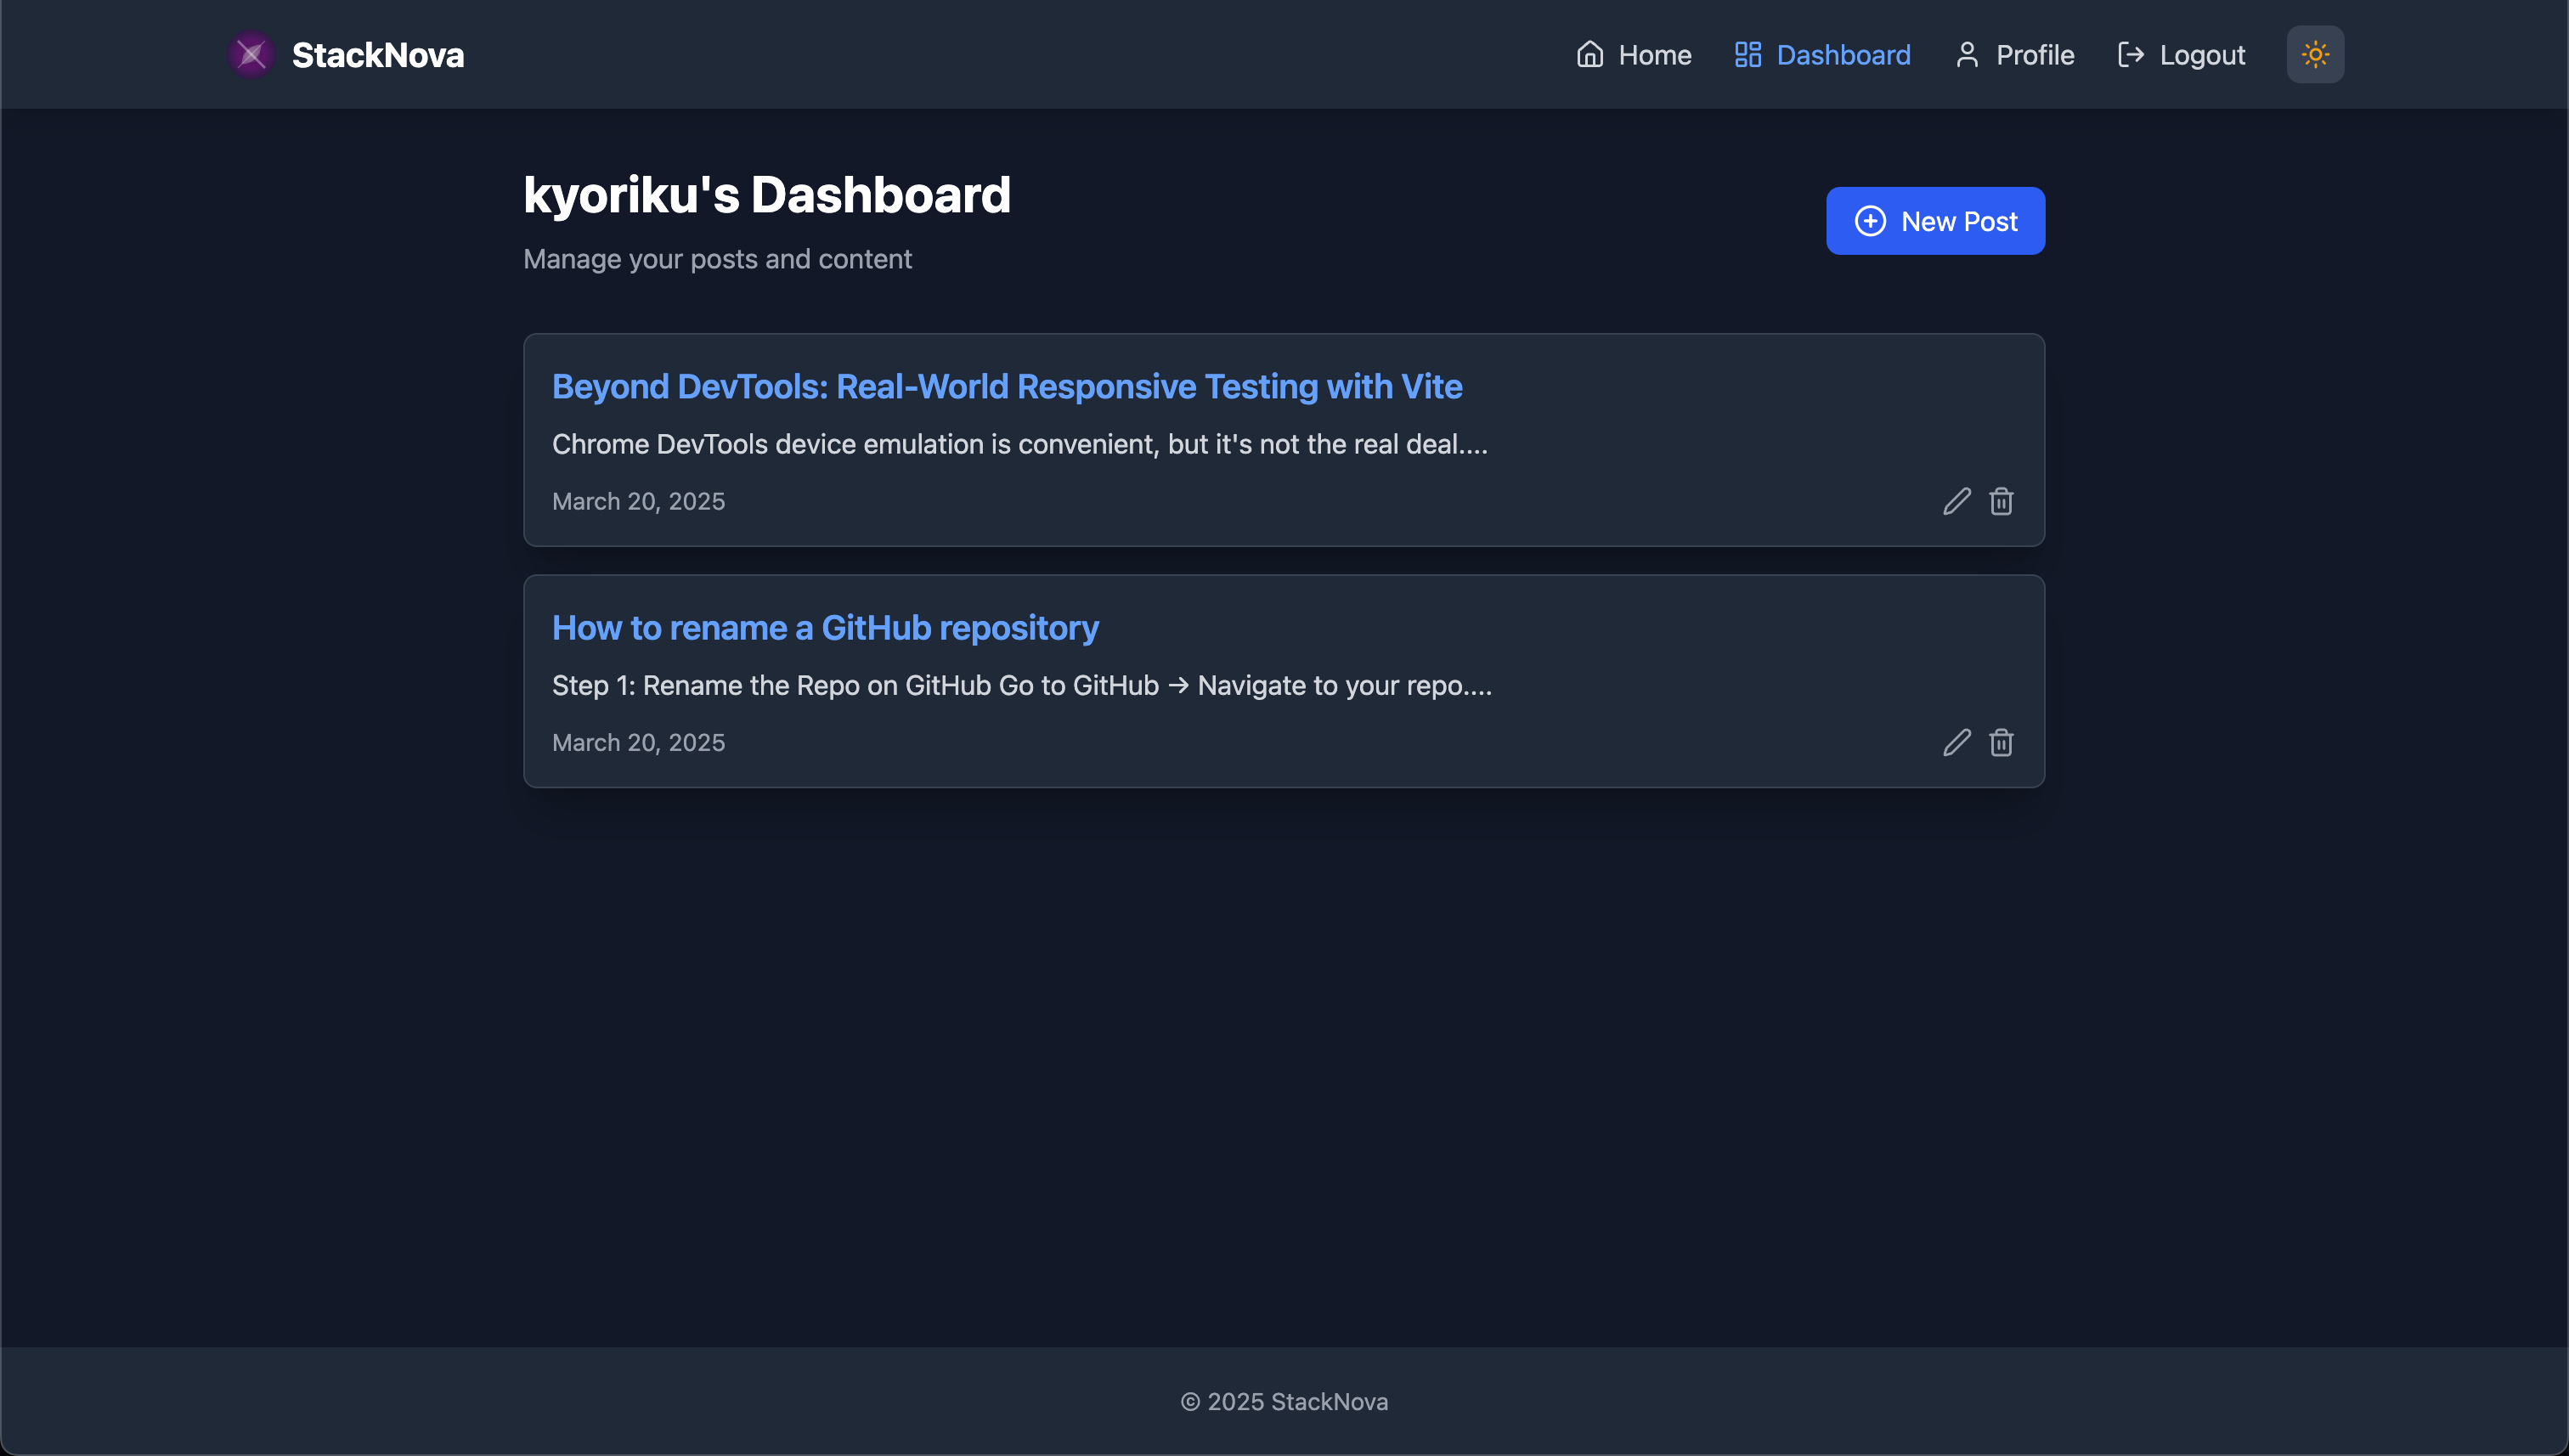 StackNova
Home
Dashboard
Profile
Logout
kyoriku's Dashboard
New Post
Manage your posts and content
Beyond DevTools: Real-World Responsive Testing with Vite
Chrome DevTools device emulation is convenient, but it's not the real deal....
March 20, 2025
How to rename a GitHub repository
Step 1: Rename the Repo on GitHub Go to GitHub → Navigate to your repo....
March 20, 2025
© 2025 StackNova